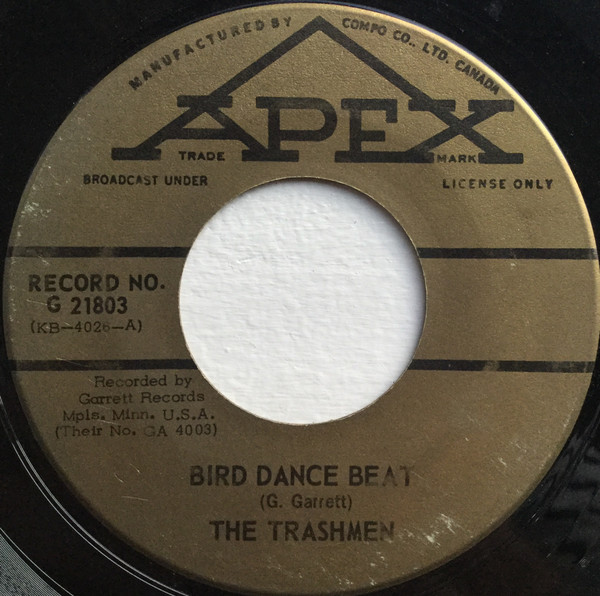 MANUFACTURED BY COMPO CO., LTD. CANADA
APEX
TRADE MARK
BROADCAST UNDER LICENSE ONLY
RECORD NO.
G 21803
(KB-4026-A)
Recorded by
Garrett Records
Mpls. Minn. U.S.A.
(Their No. GA 4003)
BIRD DANCE BEAT
(G. Garrett)
THE TRASHMEN